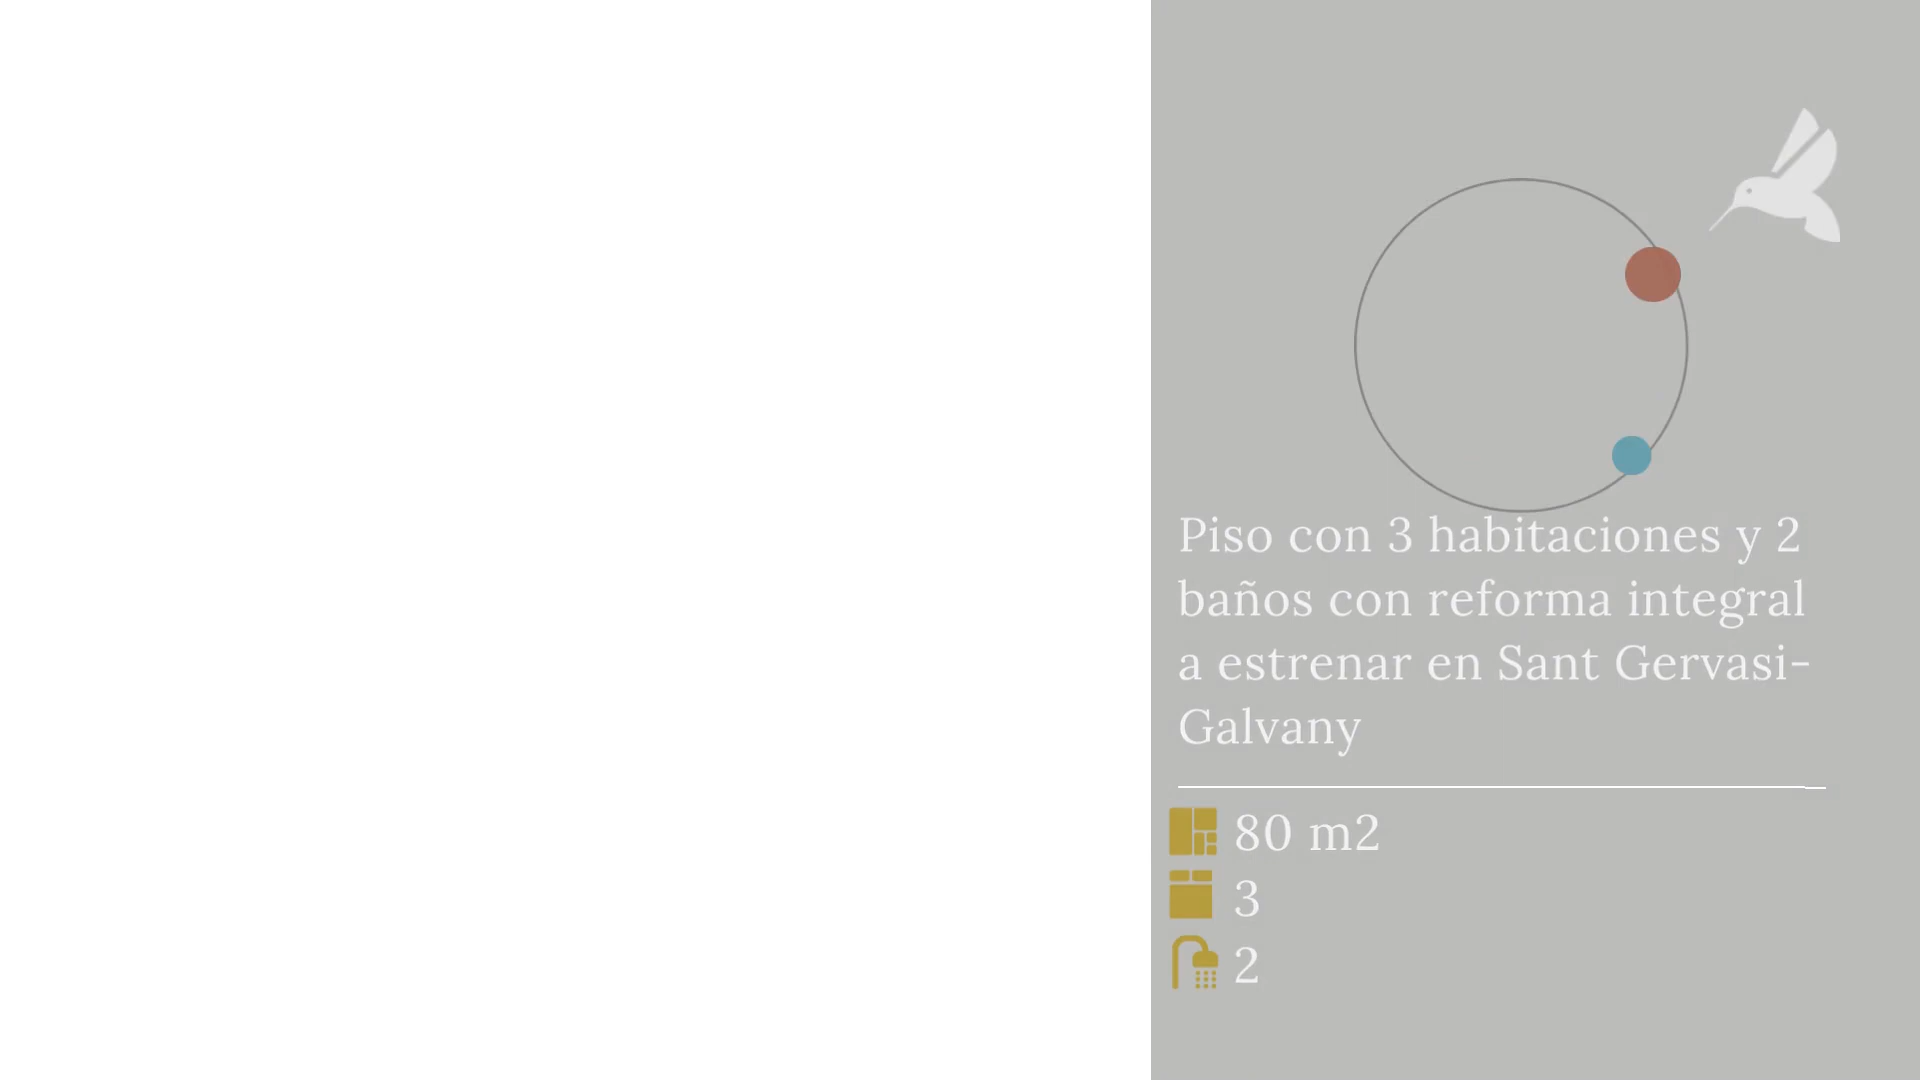 Piso con 3 habitaciones y 2
baños con reforma integral
a estrenar en Sant Gervasi-
Galvany
80 m2
3
2